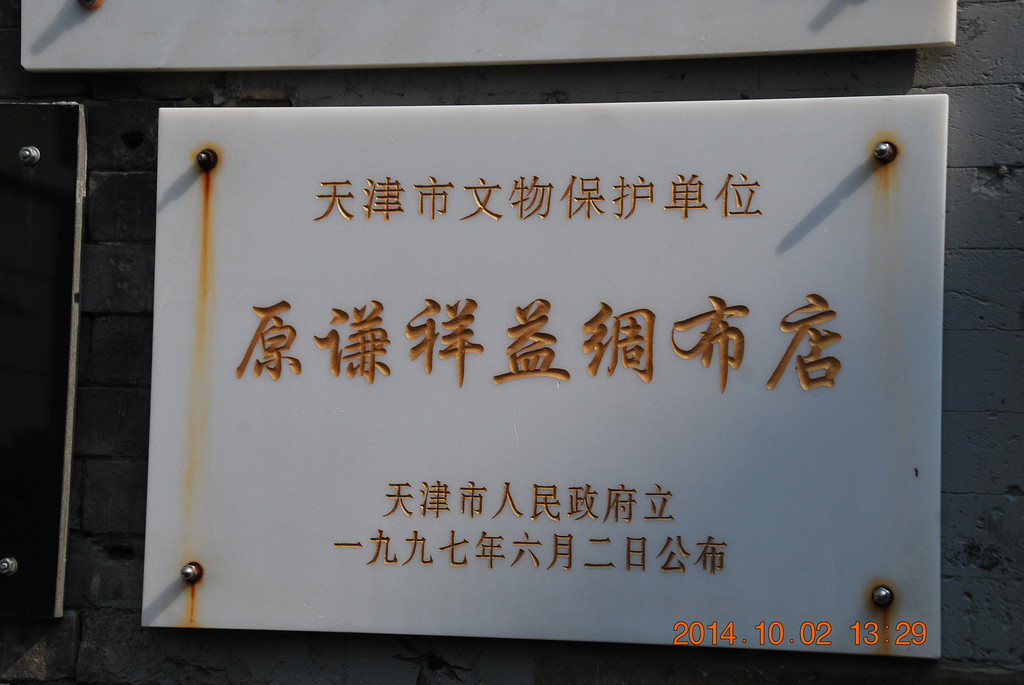 天津市文物保护单位
原谦祥益绸布店
天津市人民政府立
一九九七年六月二日公布
2014.10.02 13:29